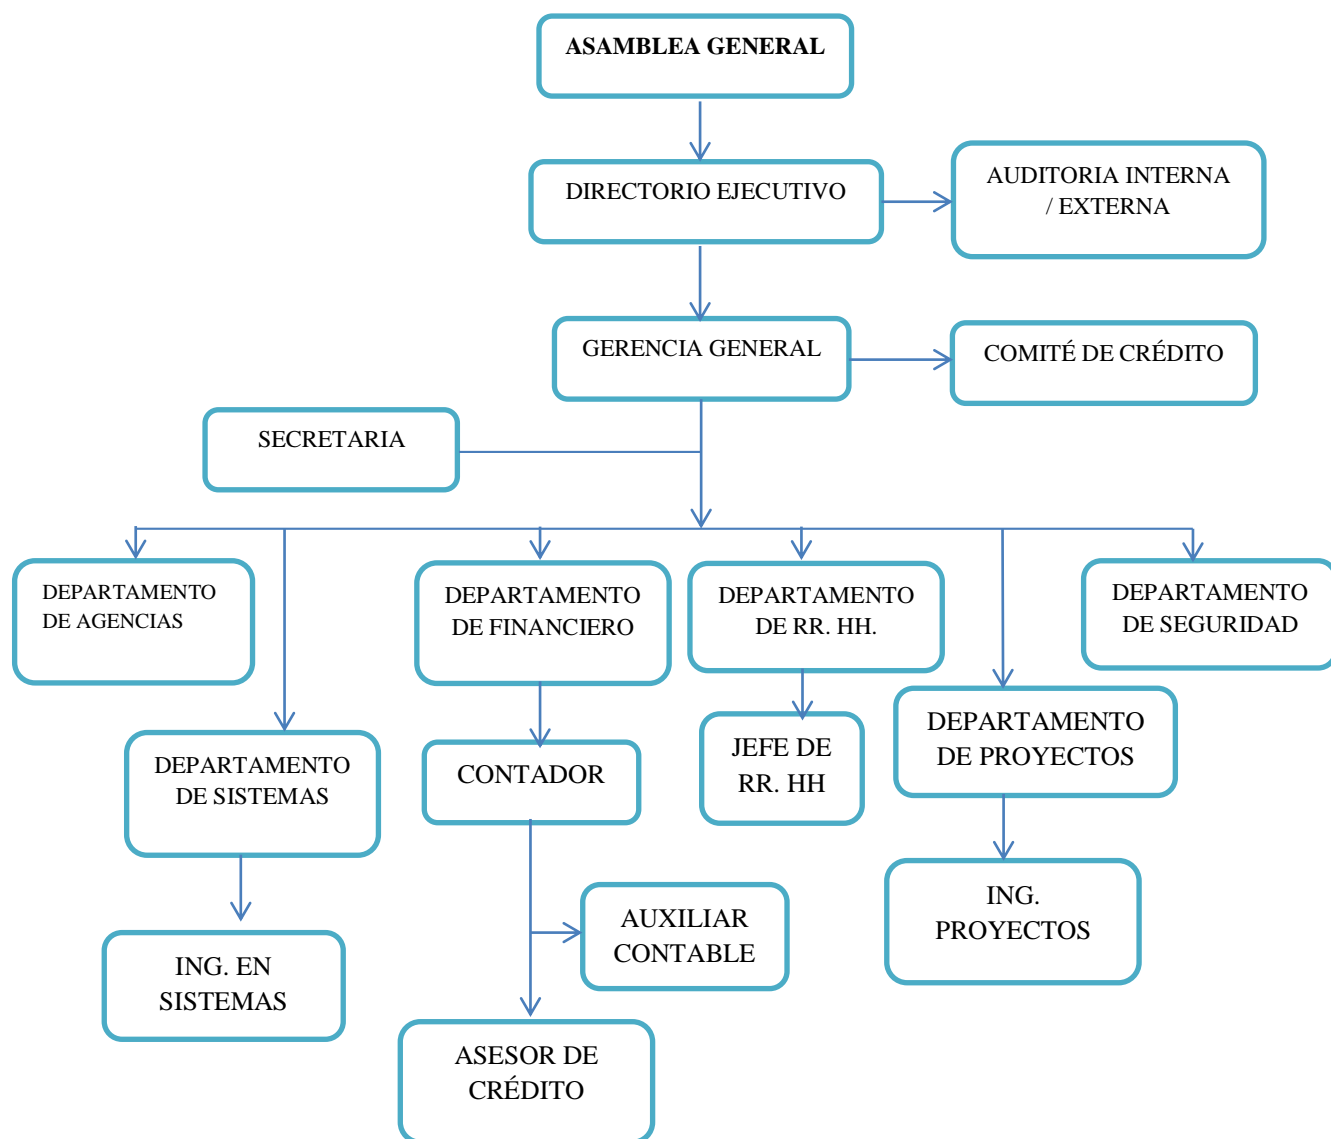 ASAMBLEA GENERAL
DIRECTORIO EJECUTIVO
AUDITORIA INTERNA
/ EXTERNA
GERENCIA GENERAL
COMITÉ DE CRÉDITO
SECRETARIA
DEPARTAMENTO
DE AGENCIAS
DEPARTAMENTO
DE FINANCIERO
DEPARTAMENTO
DE RR. HH.
DEPARTAMENTO
DE SEGURIDAD
DEPARTAMENTO
DE SISTEMAS
CONTADOR
JEFE DE
RR. HH
DEPARTAMENTO
DE PROYECTOS
ING. EN
SISTEMAS
AUXILIAR
CONTABLE
ING.
PROYECTOS
ASESOR DE
CRÉDITO